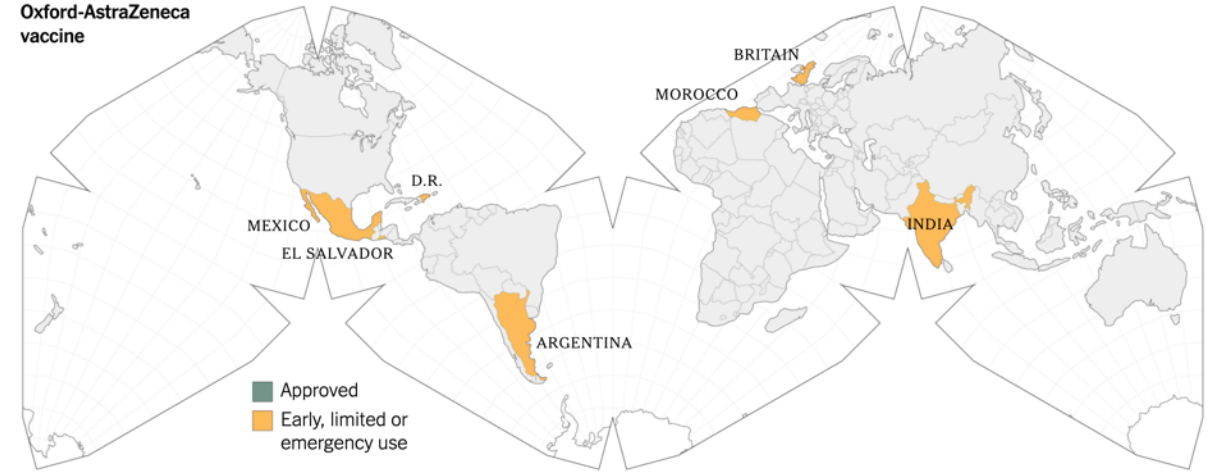 Oxford-AstraZeneca
vaccine
BRITAIN
MOROCCO
D.R.
MEXICO
INDIA
EL SALVADOR
ARGENTINA
Approved
Early, limited or
emergency use